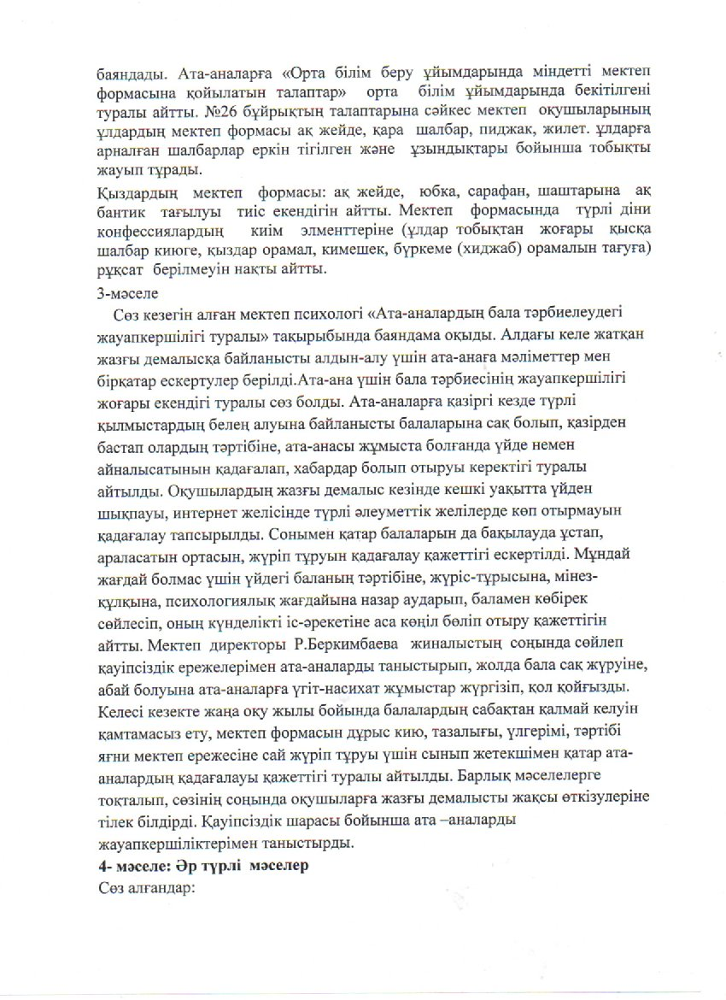 баяндады. Ата-аналарға «Орта білім беру ұйымдарында міндетті мектеп
формасына қойылатын талаптар» орта білім ұйымдарында бекітілгені
туралы айтты. №26 бұйрықтың талаптарына сәйкес мектеп оқушыларының
ұлдардың мектеп формасы ақ жейде, қара шалбар, пиджак, жилет. ұлдарға
арналған шалбарлар еркін тігілген және ұзындықтары бойынша тобықты
жауып тұрады.
Қыздардың мектеп формасы: ақ жейде, юбка, сарафан, шаштарына ақ
бантик тағылуы тиіс екендігін айтты. Мектеп формасында түрлі діни
конфессиялардың киім элменттеріне (ұлдар тобықтан жоғары қысқа
шалбар киюге, қыздар орамал, кимешек, бүркеме (хиджаб) орамалын тағуға)
рұқсат берілмеуін нақты айтты.
3-мәселе
Сөз кезегін алған мектеп психологі «Ата-аналардың бала тәрбиелеудегі
жауапкершілігі туралы» тақырыбында баяндама оқыды. Алдағы келе жатқан
жазғы демалысқа байланысты алдын-алу үшін ата-анаға мәліметтер мен
бірқатар ескертулер берілді.Ата-ана үшін бала тәрбиесінің жауапкершілігі
жоғары екендігі туралы сөз болды. Ата-аналарға қазіргі кезде түрлі
қылмыстардың белең алуына байланысты балаларына сақ болып, қазірден
бастап олардың тәртібіне, ата-анасы жұмыста болғанда үйде немен
айналысатынын қадағалап, хабардар болып отыруы керектігі туралы
айтылды. Оқушылардың жазғы демалыс кезінде кешкі уақытта үйден
шықпауы, интернет желісінде түрлі әлеуметтік желілерде көп отырмауын
қадағалау тапсырылды. Сонымен қатар балаларын да бақылауда ұстап,
араласатын ортасын, жүріп тұруын қадағалау қажеттігі ескертілді. Мұндай
жағдай болмас үшін үйдегі баланың тәртібіне, жүріс-тұрысына, мінез-
құлқына, психологиялық жағдайына назар аударып, баламен көбірек
сөйлесіп, оның күнделікті іс-әрекетіне аса көңіл бөліп отыру қажеттігін
айтты. Мектеп директоры Р.Беркимбаева жиналыстың соңында сөйлеп
қауіпсіздік ережелерімен ата-аналарды таныстырып, жолда бала сақ жүруіне,
абай болуына ата-аналарға үгіт-насихат жұмыстар жүргізіп, қол қойғызды.
Келесі кезекте жаңа оқу жылы бойында балалардың сабақтан қалмай келуін
қамтамасыз ету, мектеп формасын дұрыс кию, тазалығы, үлгерімі, тәртібі
яғни мектеп ережесіне сай жүріп тұруы үшін сынып жетекшімен қатар ата-
аналардың қадағалауы қажеттігі туралы айтылды. Барлық мәселелерге
тоқталып, сөзінің соңында оқушыларға жазғы демалысты жақсы өткізулеріне
тілек білдірді. Қауіпсіздік шарасы бойынша ата –аналарды
жауапкершіліктерімен таныстырды.
4- мәселе: Әр түрлі мәселер
Сөз алғандар: